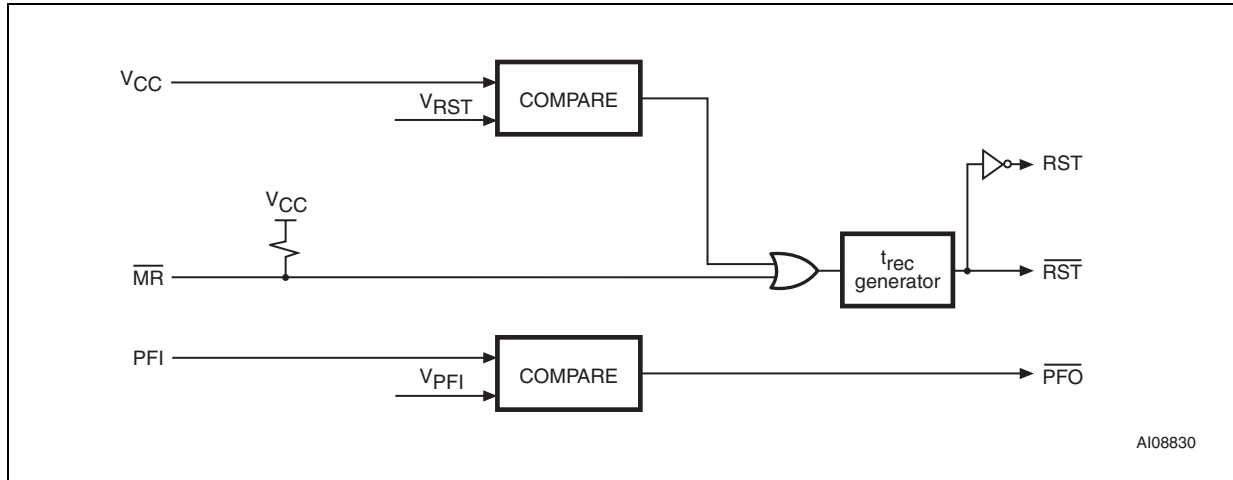 VCC
VRST
COMPARE
RST
VCC
MR
trec
generator
RST
PFI
VPFI
COMPARE
PFO
AI08830